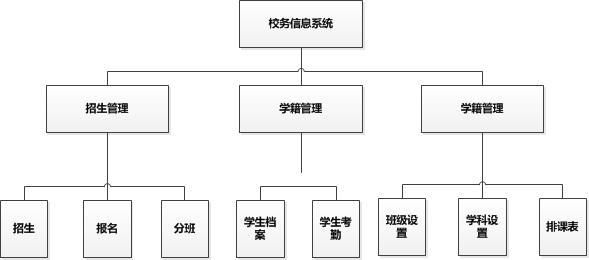 校务信息系统
招生管理
学籍管理
学籍管理
招生
报名
分班
学生档
案
学生考
勤
班级设
置
学科设
置
排课表